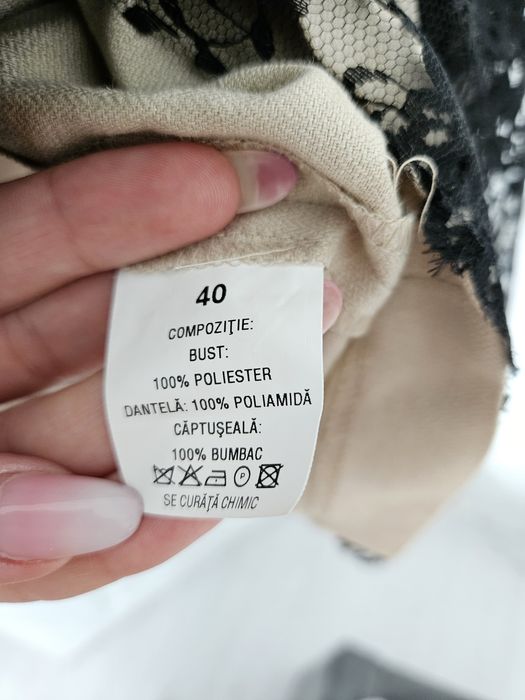 40
COMPOZIŢIE:
BUST:
100% POLIESTER
DANTELĂ: 100% POLIAMIDĂ
CĂPTUŞEALĂ:
100% BUMBAC
P
SE CURĂŢĂ CHIMIC